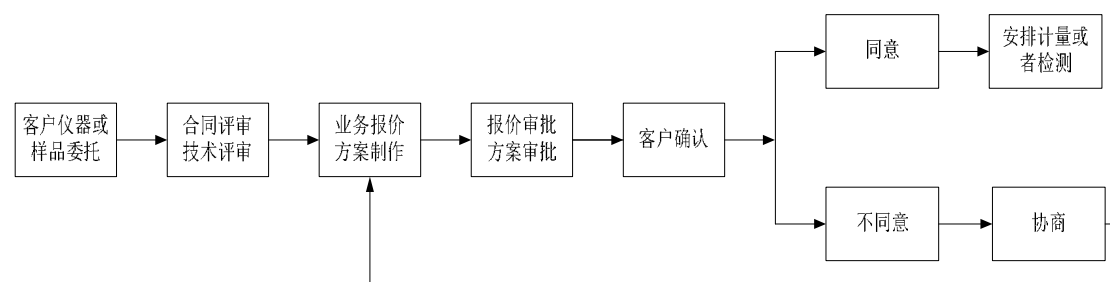 客户仪器或
样品委托
合同评审
技术评审
业务报价
方案制作
报价审批
方案审批
客户确认
同意
安排计量或
者检测
不同意
协商